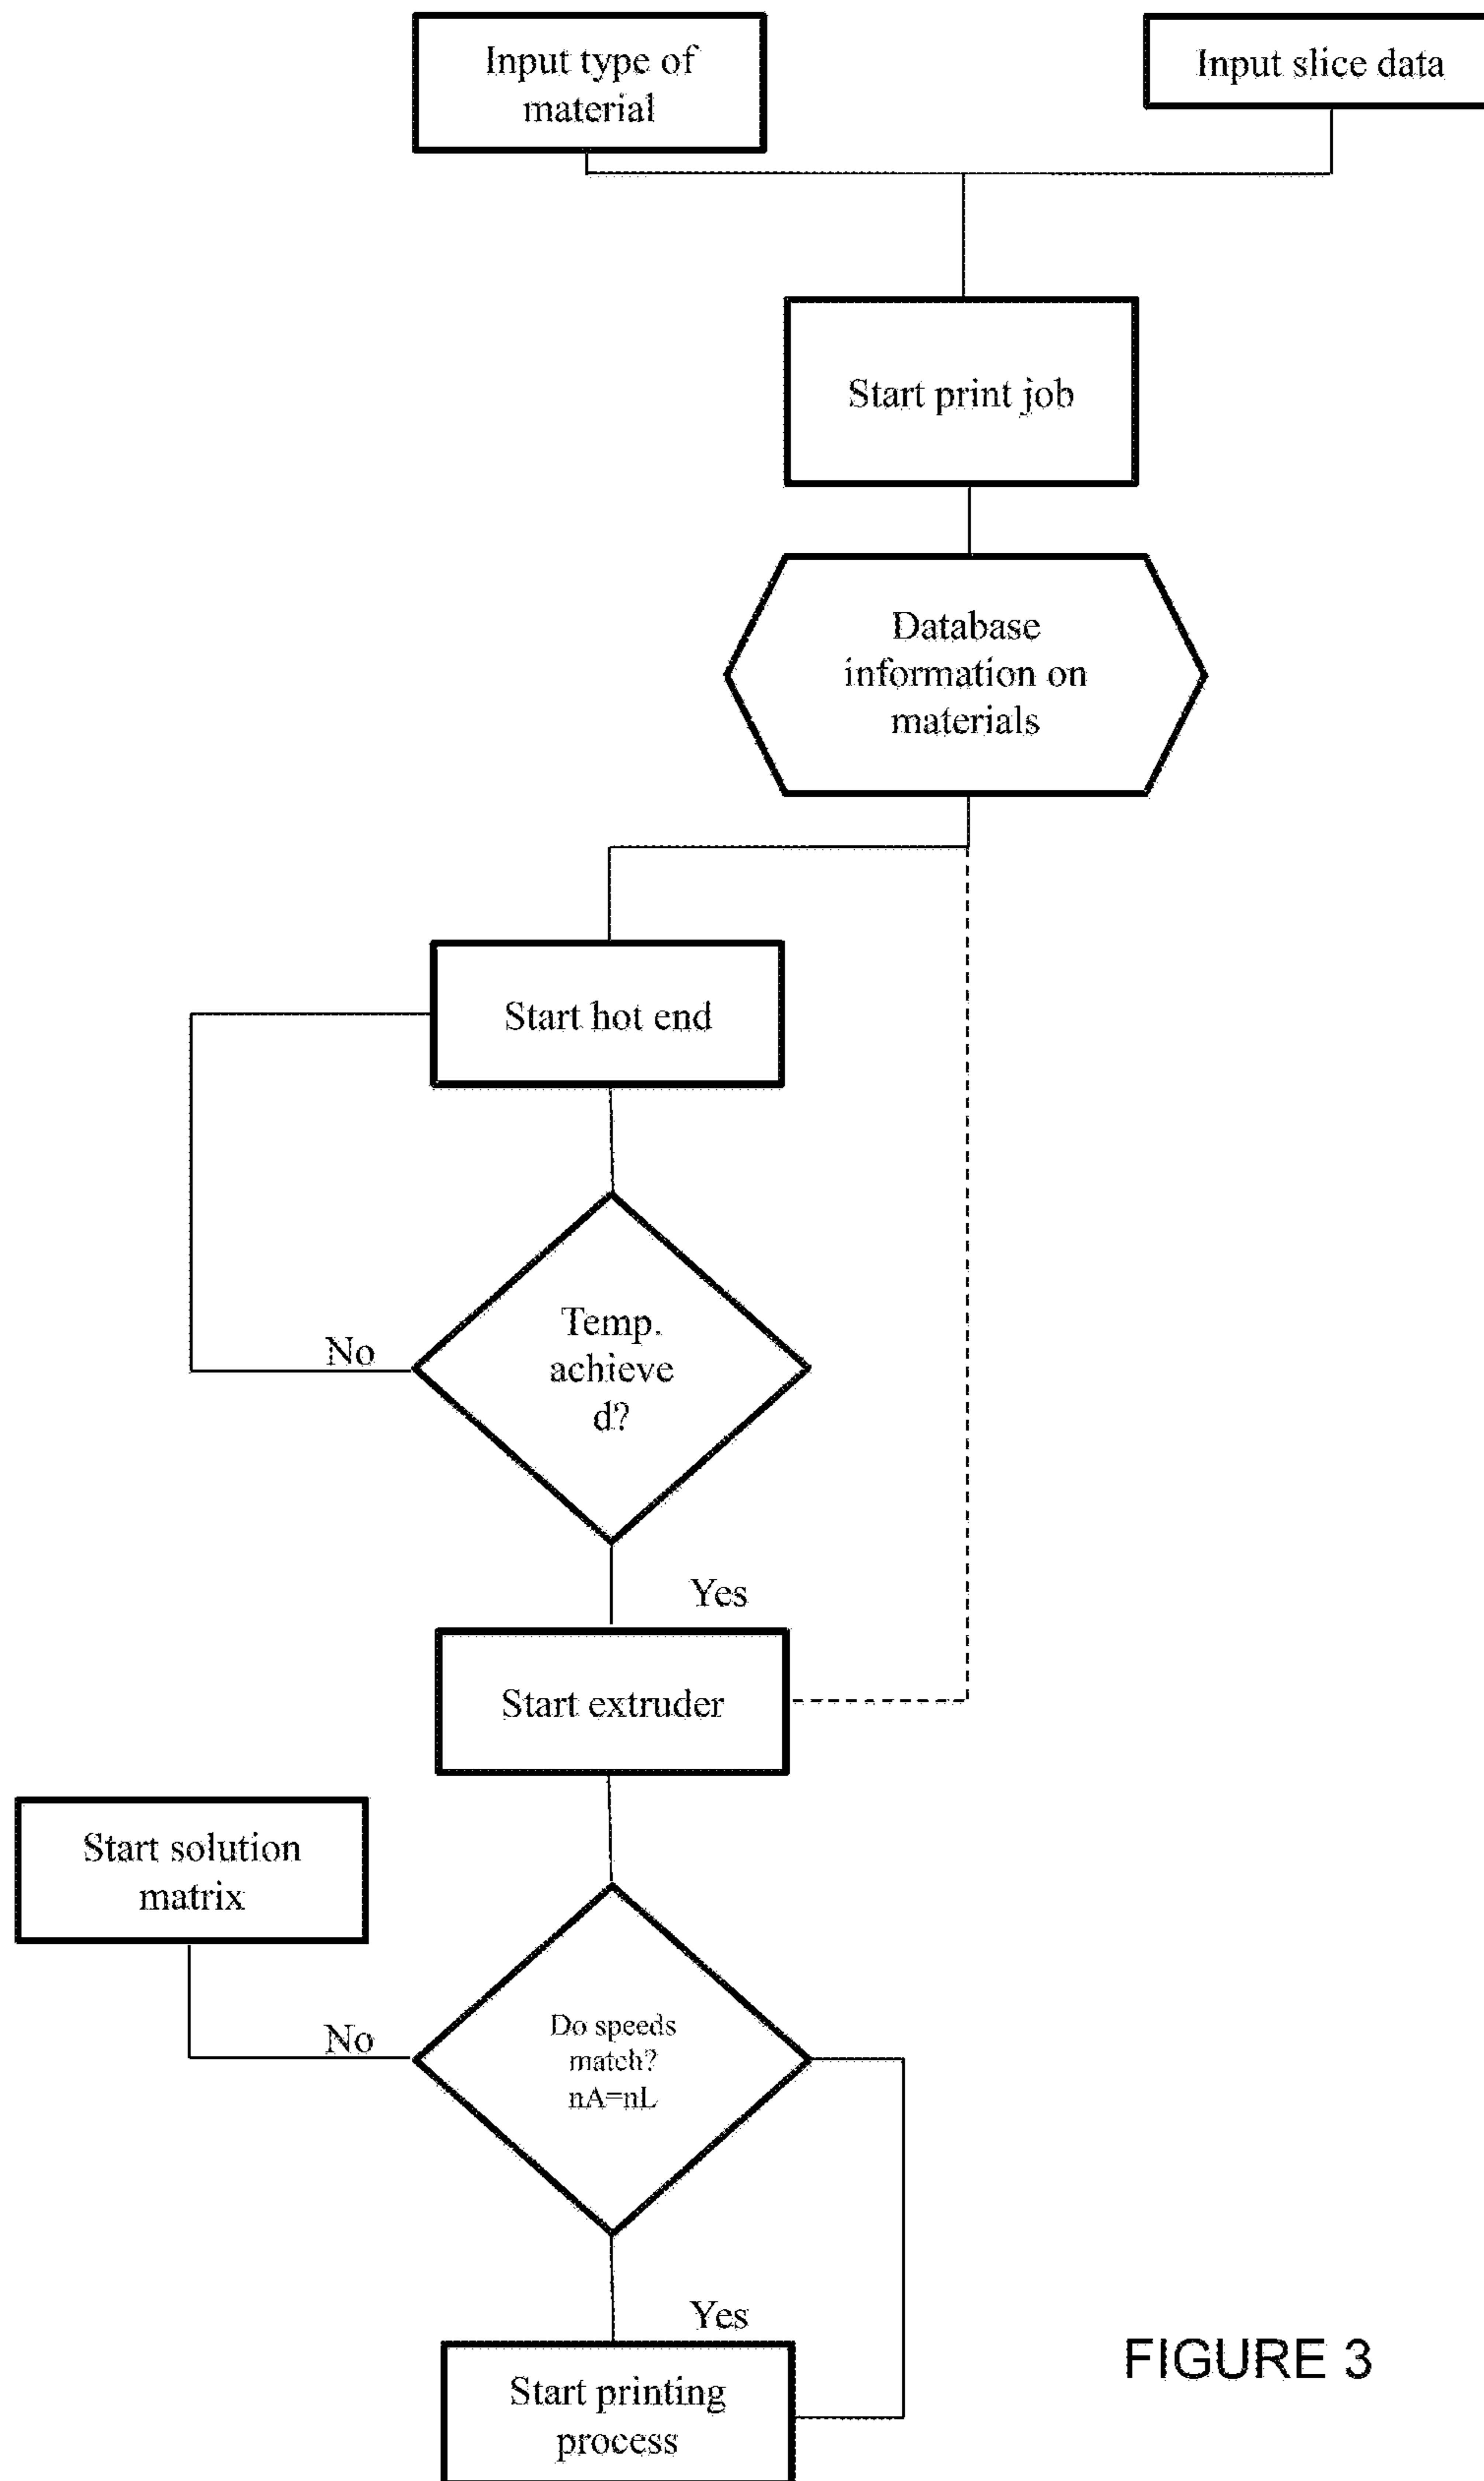 Input type of
material
Input slice data
Start print job
Database
information on
materials
Start hot end
Temp.
achieve
d?
No
Yes
Start extruder
Start solution
matrix
Do speeds
match?
nA=nL
No
Yes
Start printing
process
FIGURE 3